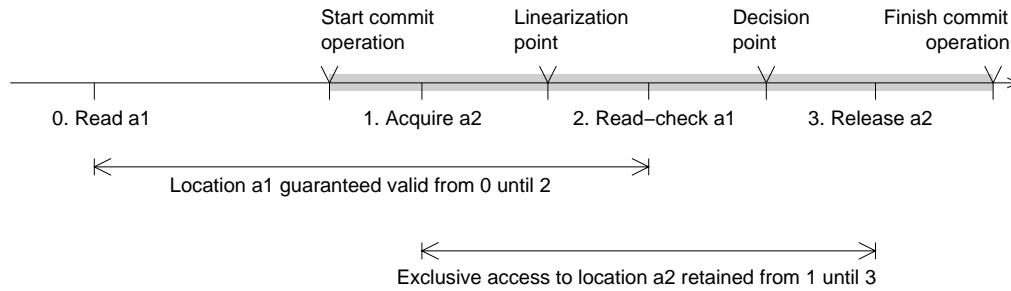 Start commit
operation
Linearization
point
Decision
point
Finish commit
operation
0. Read a1
1. Acquire a2
2. Read−check a1
3. Release a2
Location a1 guaranteed valid from 0 until 2
Exclusive access to location a2 retained from 1 until 3